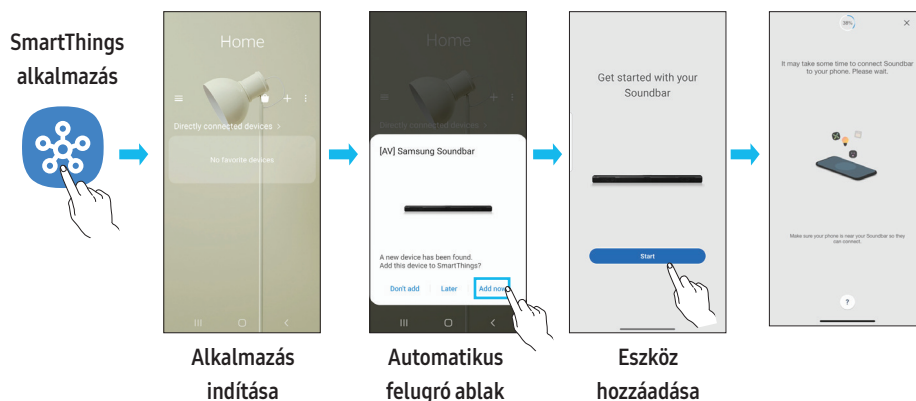 SmartThings
alkalmazás
Home
Directly connected devices >
No favorite devices
Alkalmazás
indítása
Home
Directly connected devices >
[AV] Samsung Soundbar
A new device has been found.
Add this device to SmartThings?
Don't add Later Add now
Automatikus
felugró ablak
Get started with your
Soundbar
Start
Eszköz
hozzáadása
38%
It may take some time to connect Soundbar
to your phone. Please wait.
Make sure your phone is near your Soundbar so they
can connect.
?